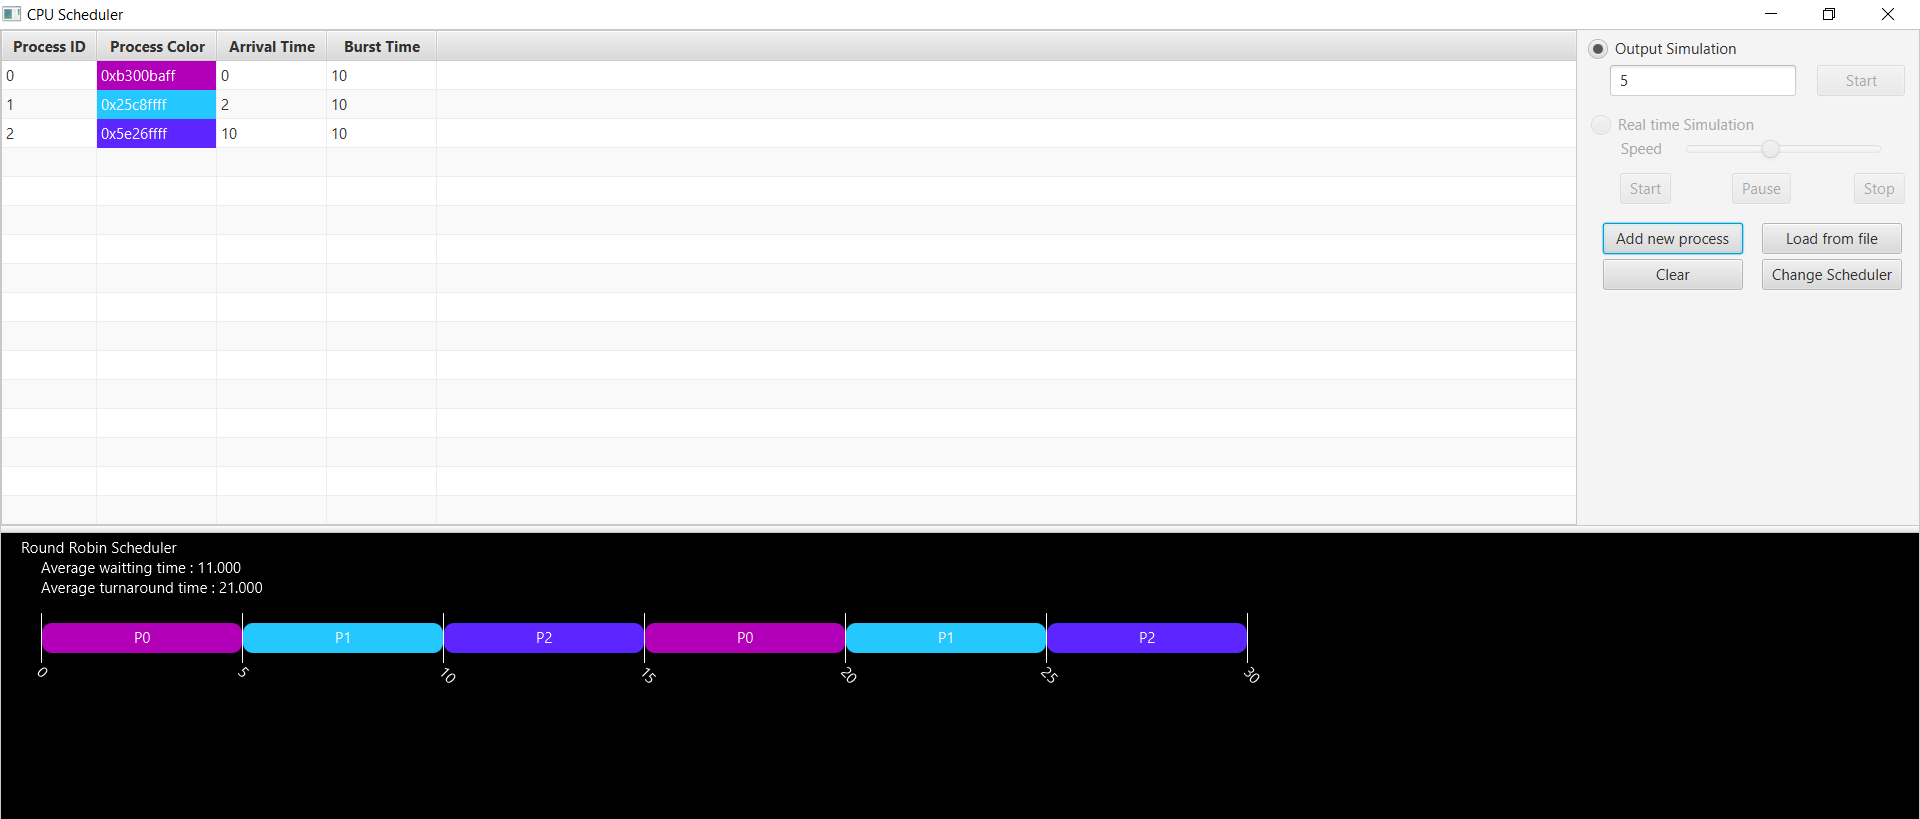 CPU Scheduler
Process ID Process Color Arrival Time Burst Time
0 0xb300baff 0 10
1 0x25c8ffff 2 10
2 0x5e26ffff 10 10
Output Simulation
5 Start
Real time Simulation
Speed
Start Pause Stop
Add new process Load from file
Clear Change Scheduler
Round Robin Scheduler
Average waitting time : 11.000
Average turnaround time : 21.000
P0 P1 P2 P0 P1 P2
0 5 10 15 20 25 30